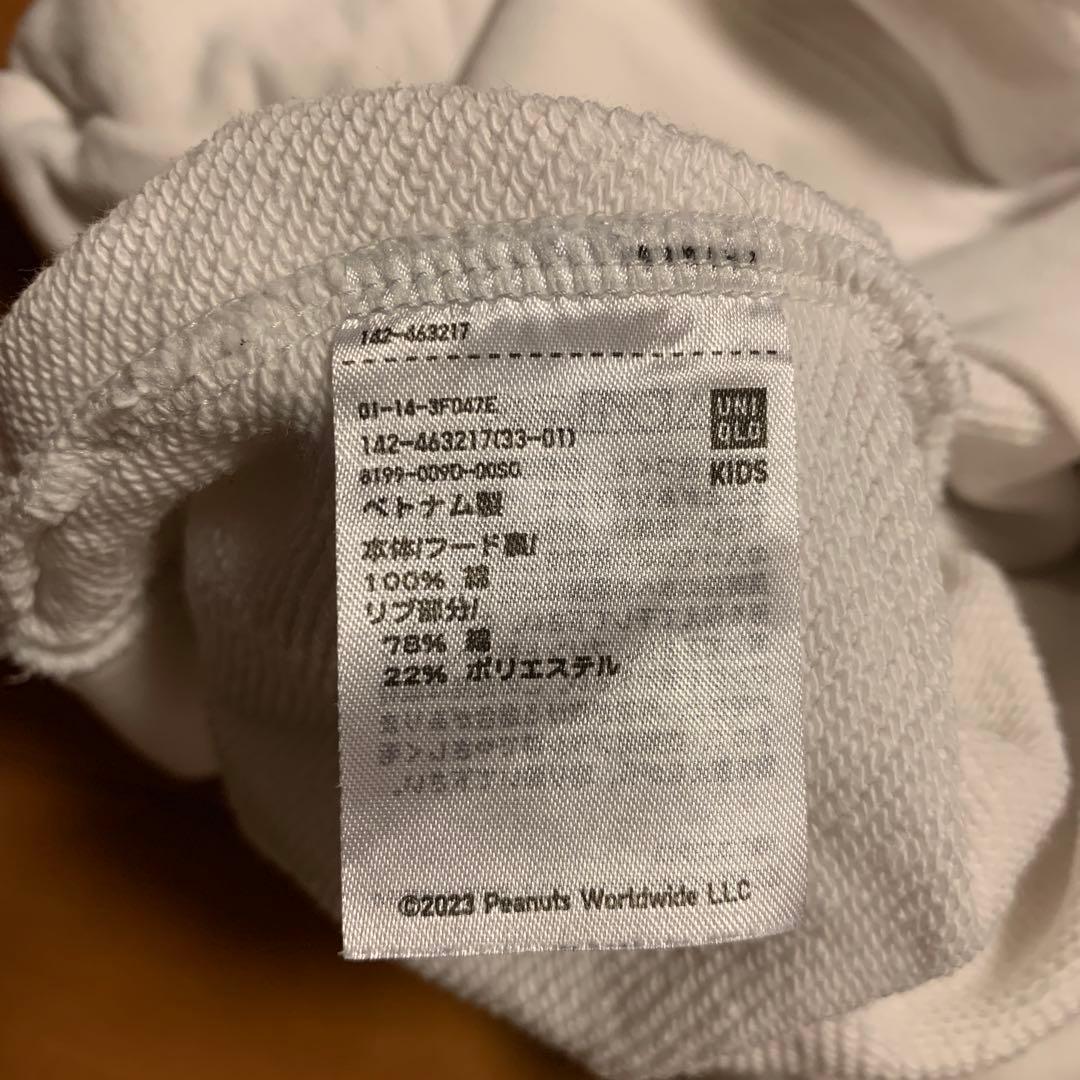 142-463217
01-14-3F047E
142-463217(33-01)
6199-0090-00S0
UNI
QLO
KIDS
ベトナム製
本体/フード裏/
100% 綿
リブ部分/
78% 綿
22% ポリエステル
©2023 Peanuts Worldwide LLC